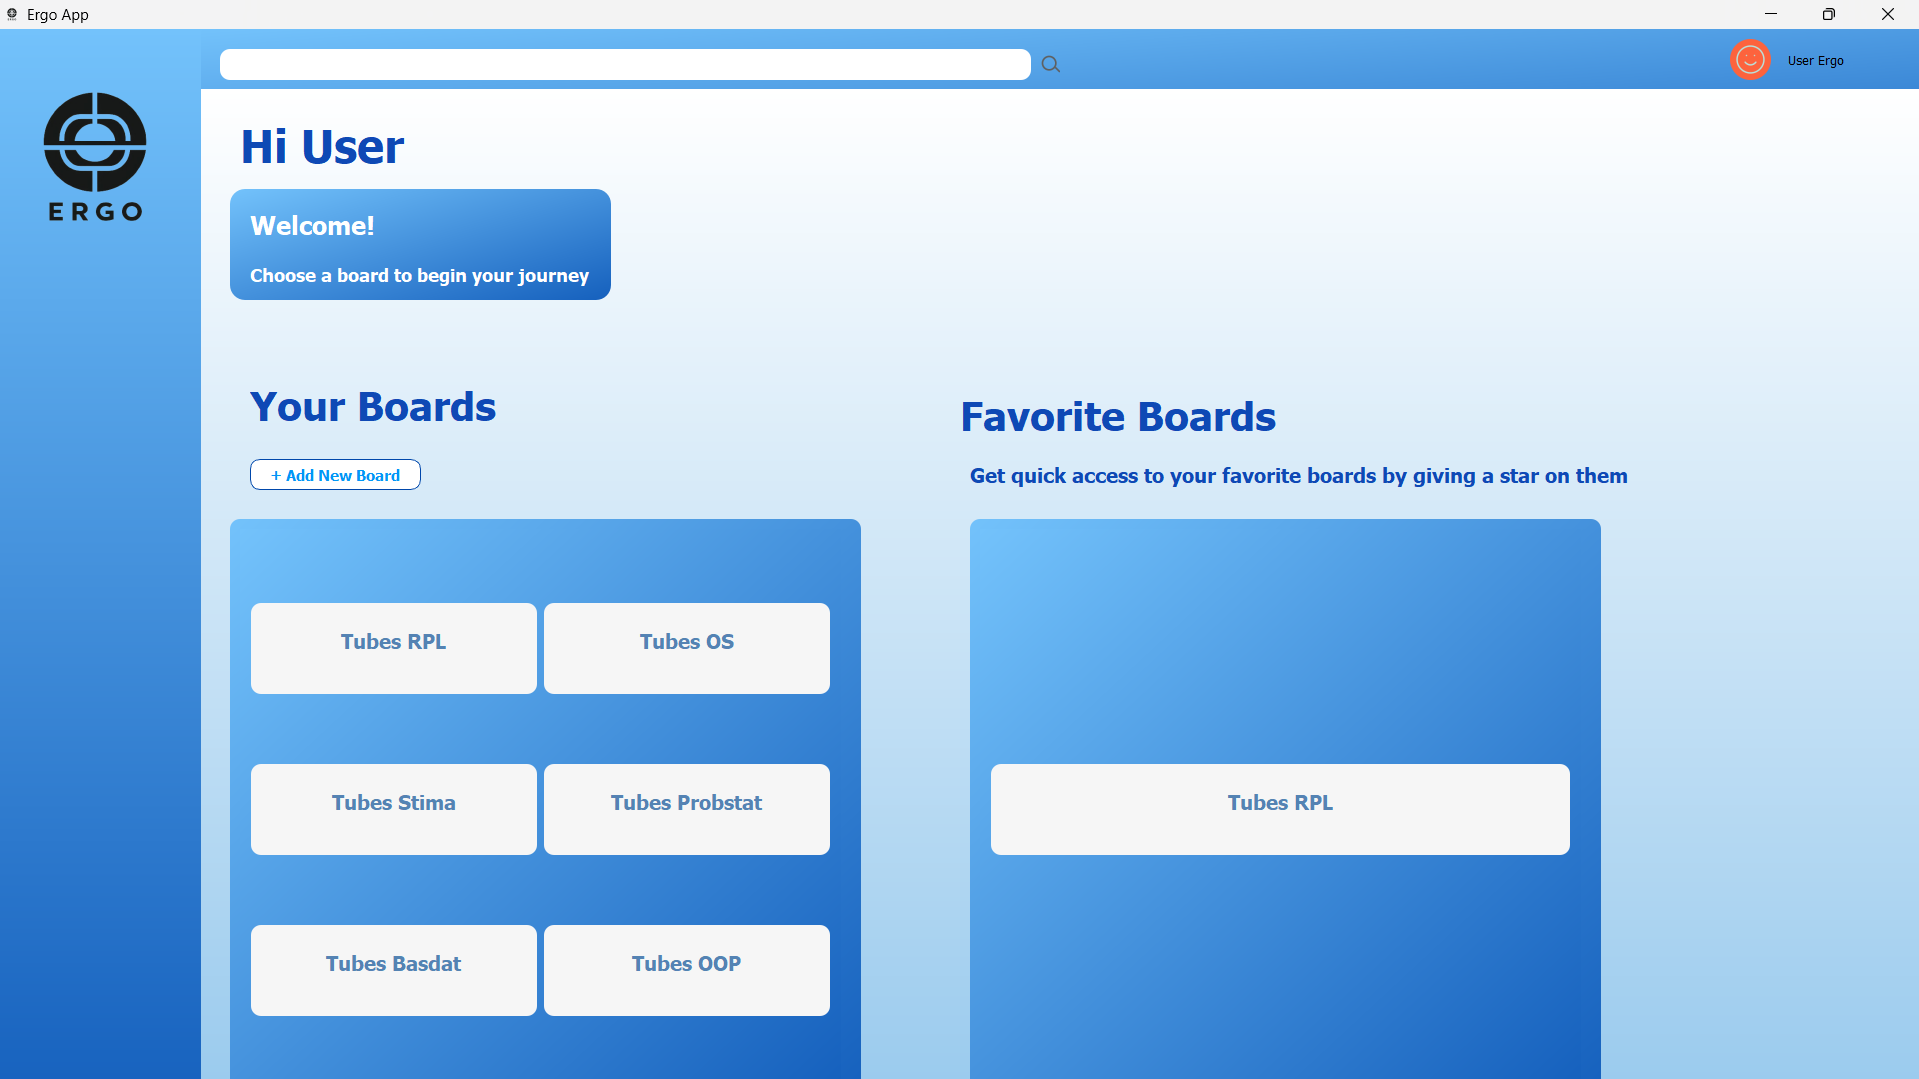 Ergo App
User Ergo
ERGO
Hi User
Welcome!
Choose a board to begin your journey
Your Boards
+ Add New Board
Tubes RPL
Tubes OS
Tubes Stima
Tubes Probstat
Tubes Basdat
Tubes OOP
Favorite Boards
Get quick access to your favorite boards by giving a star on them
Tubes RPL